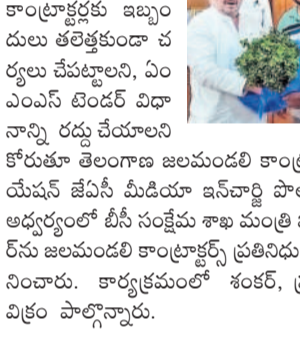 కాంట్రాక్టర్లకు ఇబ్బం
దులు తలెత్తకుండా చ
ర్యలు చేపట్టాలని, ఏం
ఎంఎస్ టెండర్ విధా
నాన్ని రద్దు చేయాలని
కోరుతూ తెలంగాణ జలమండలి
యేషన్ జేఏసీ మీడియా ఇన్‌చార్జి
అధ్వర్యంలో బీసీ సంక్షేమ శాఖ మంత్రి
ర్‌ను జలమండలి కాంట్రాక్టర్స్ ప్రతినిధు
నించారు. కార్యక్రమంలో శంకర్,
విక్రం పాల్గొన్నారు.